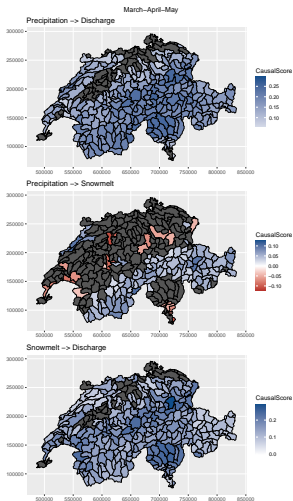 March−April−May
Precipitation −> Discharge
300000
250000
200000
150000
100000
500000 550000 600000 650000 700000 750000 800000 850000
CausalScore
0.25
0.20
0.15
0.10
Precipitation −> Snowmelt
300000
250000
200000
150000
100000
500000 550000 600000 650000 700000 750000 800000 850000
CausalScore
0.10
0.05
0.00
−0.05
−0.10
Snowmelt −> Discharge
300000
250000
200000
150000
100000
500000 550000 600000 650000 700000 750000 800000 850000
CausalScore
0.2
0.1
0.0